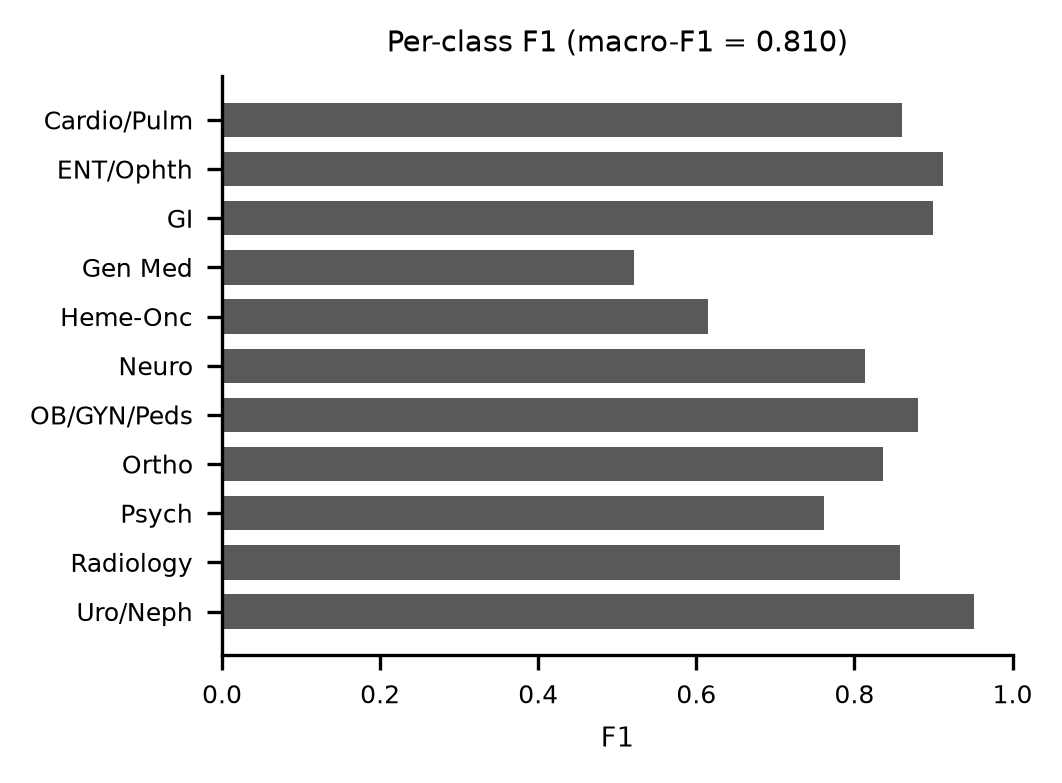 Per-class F1 (macro-F1 = 0.810)
Cardio/Pulm
ENT/Ophth
GI
Gen Med
Heme-Onc
Neuro
OB/GYN/Peds
Ortho
Psych
Radiology
Uro/Neph
0.0 0.2 0.4 0.6 0.8 1.0
F1